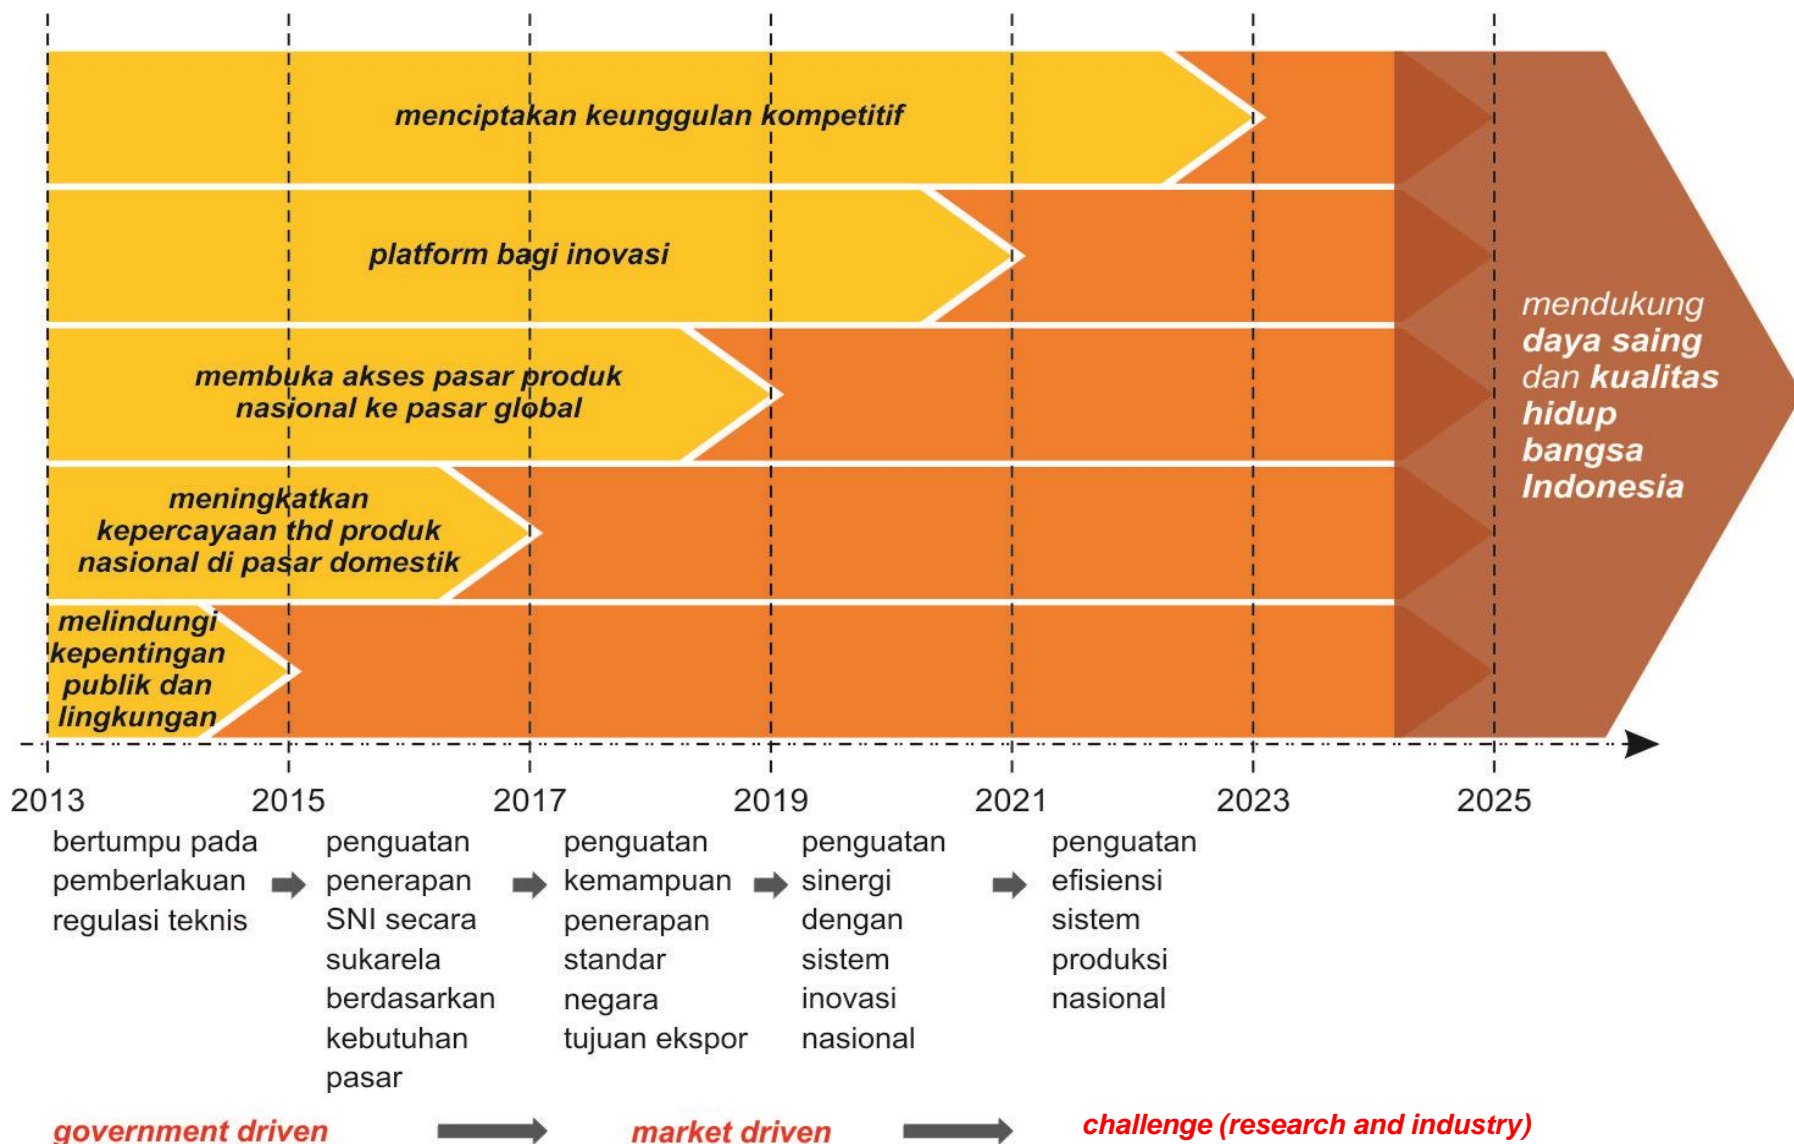 menciptakan keunggulan kompetitif
platform bagi inovasi
membuka akses pasar produk
nasional ke pasar global
meningkatkan
kepercayaan thd produk
nasional di pasar domestik
melindungi
kepentingan
publik dan
lingkungan
mendukung
daya saing
dan kualitas
hidup
bangsa
Indonesia
2013
2015
2017
2019
2021
2023
2025
bertumpu pada
pemberlakuan
regulasi teknis
penguatan
penerapan
SNI secara
sukarela
berdasarkan
kebutuhan
pasar
penguatan
kemampuan
penerapan
standar
negara
tujuan ekspor
penguatan
sinergi
dengan
sistem
inovasi
nasional
penguatan
efisiensi
sistem
produksi
nasional
government driven
market driven
challenge (research and industry)